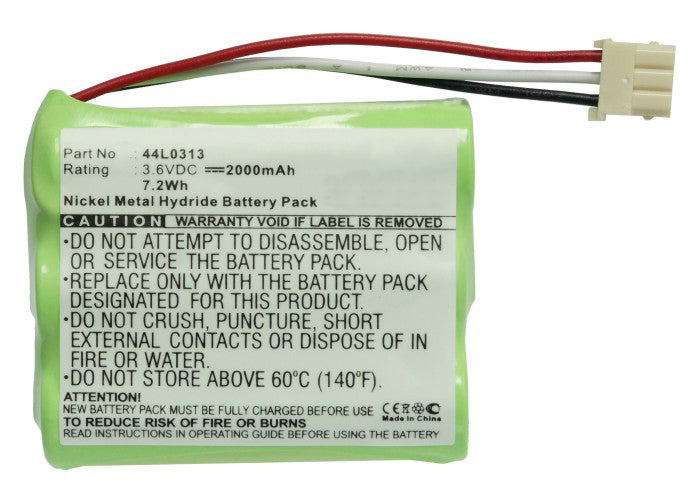 AWM
Part No : 44L0313
Rating : 3.6VDC 2000mAh
7.2Wh
Nickel Metal Hydride Battery Pack
CAUTION WARRANTY VOID IF LABEL IS REMOVED
•DO NOT ATTEMPT TO DISASSEMBLE, OPEN
OR SERVICE THE BATTERY PACK.
•REPLACE ONLY WITH THE BATTERY PACK
DESIGNATED FOR THIS PRODUCT.
•DO NOT CRUSH, PUNCTURE, SHORT
EXTERNAL CONTACTS OR DISPOSE OF IN
FIRE OR WATER.
•DO NOT STORE ABOVE 60°C (140°F).
ATTENTION!
NEW BATTERY PACK MUST BE FULLY CHARGED BEFORE USE
TO REDUCE RISK OF FIRE OR BURNS
READ INSTRUCTIONS IN OPERATING GUIDE BEFORE USING BATTERY
CE
Made in China